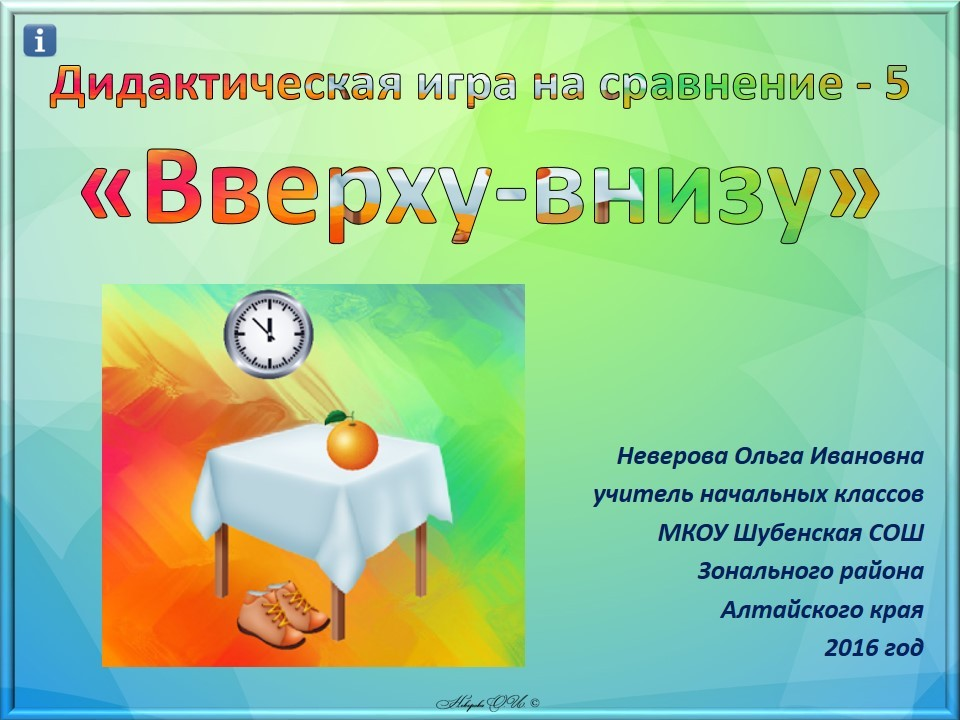 i
Дидактическая игра на сравнение - 5
«Вверху-внизу»
Неверова Ольга Ивановна
учитель начальных классов
МКОУ Шубенская СОШ
Зонального района
Алтайского края
2016 год
Неверова О.И. ©